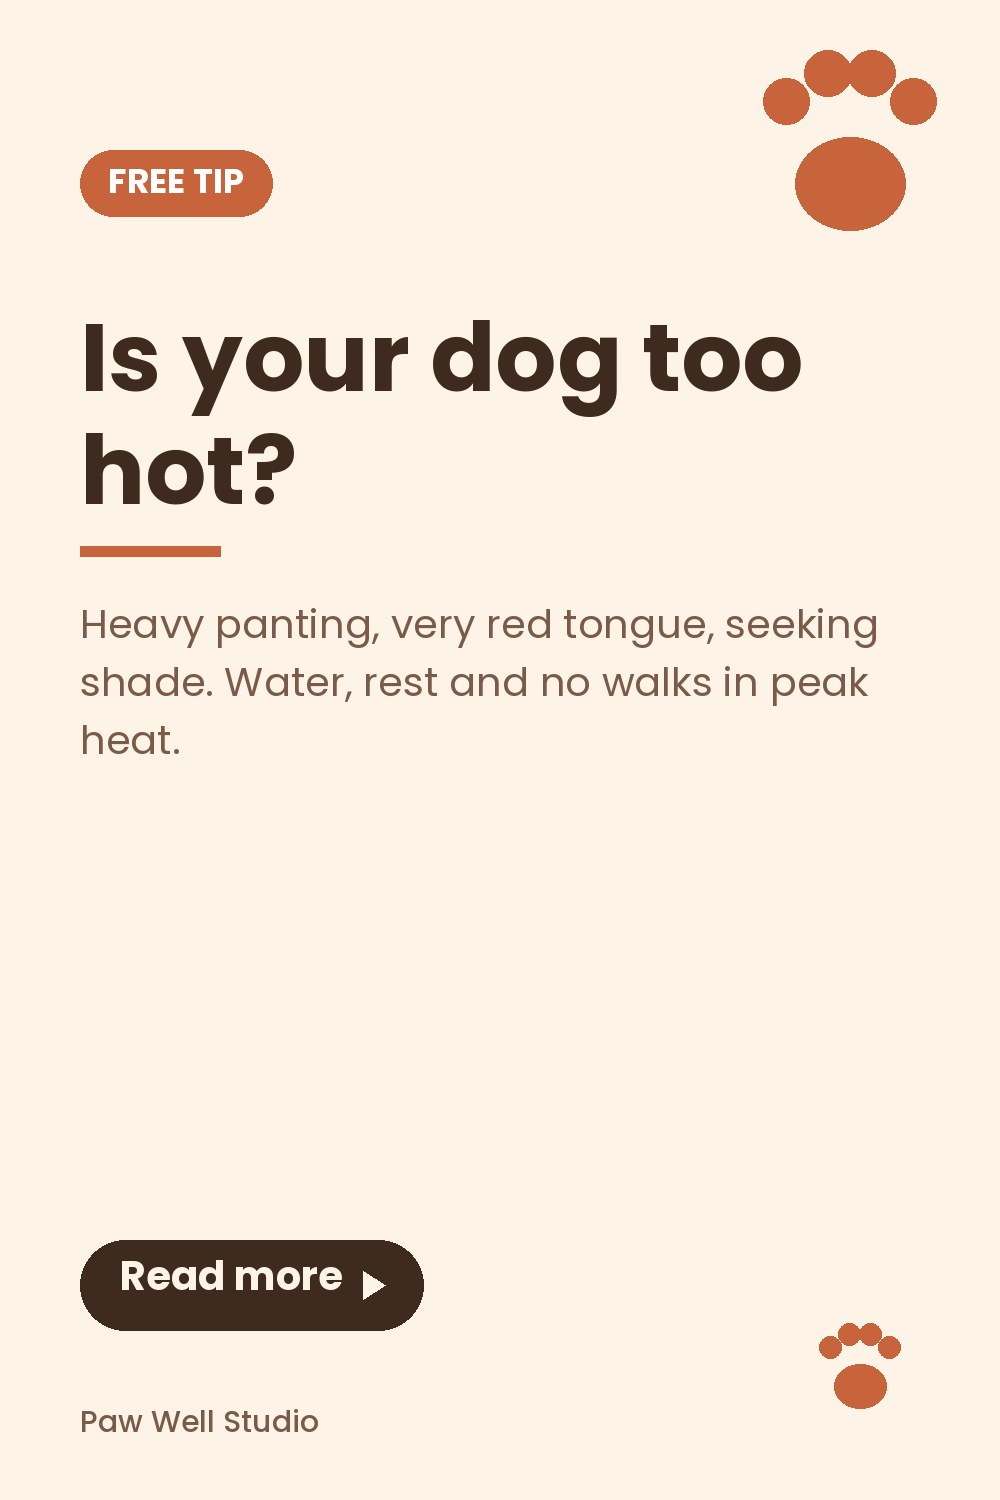 FREE TIP
Is your dog too
hot?
Heavy panting, very red tongue, seeking
shade. Water, rest and no walks in peak
heat.
Read more
Paw Well Studio